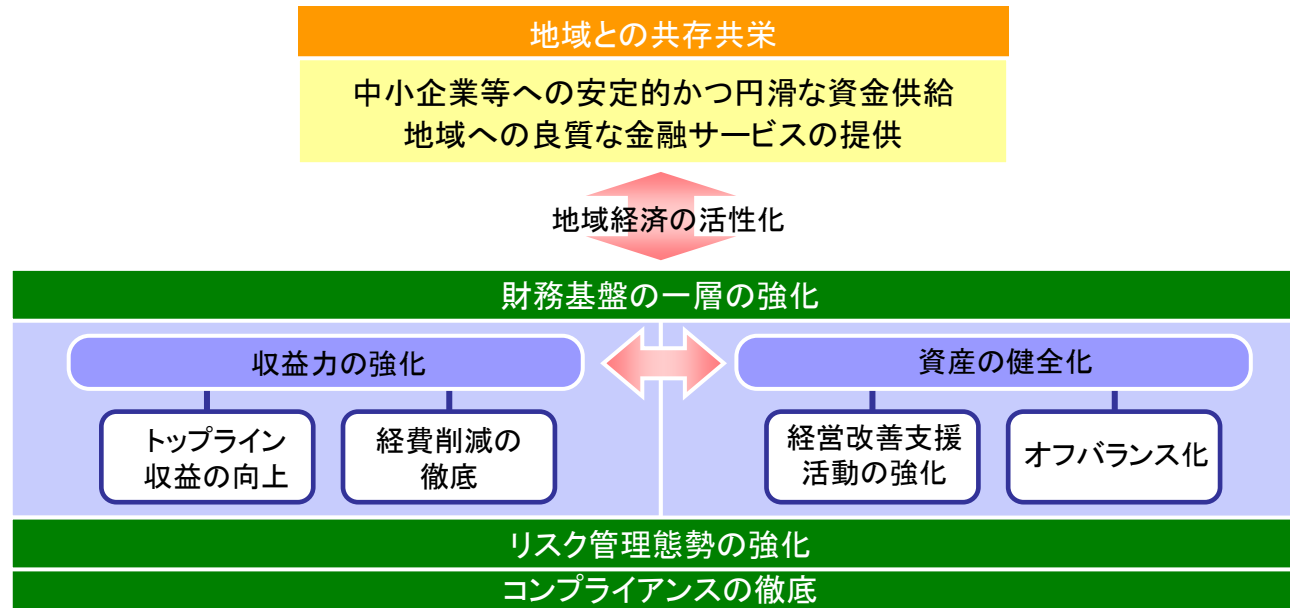 地域との共存共栄
中小企業等への安定的かつ円滑な資金供給
地域への良質な金融サービスの提供
地域経済の活性化
財務基盤の一層の強化
収益力の強化
資産の健全化
トップライン
収益の向上
経費削減の
徹底
経営改善支援
活動の強化
オフバランス化
リスク管理態勢の強化
コンプライアンスの徹底